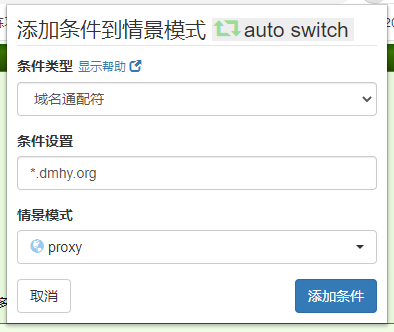 添加条件到情景模式 auto switch
条件类型 显示帮助
域名通配符
条件设置
*.dmhy.org
情景模式
proxy
取消 添加条件
多